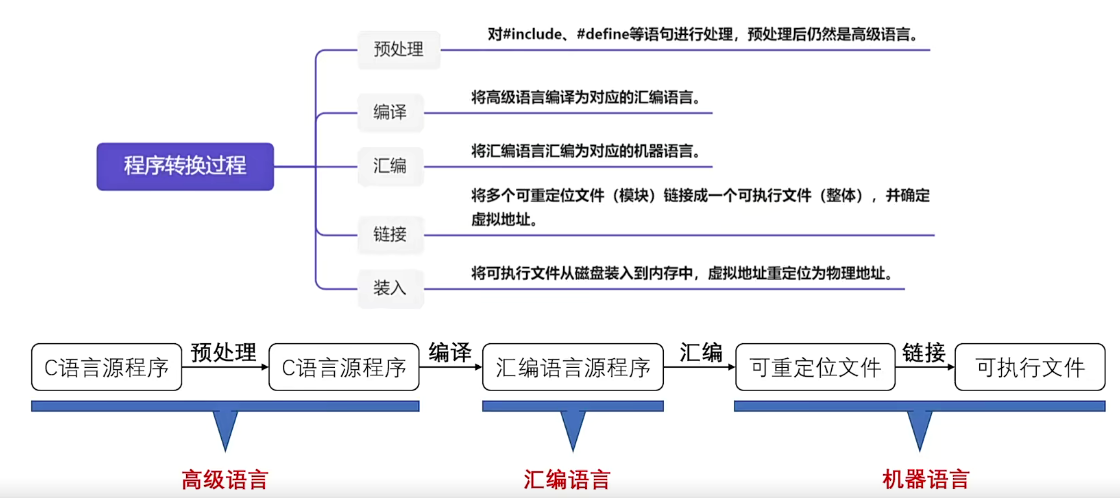 对#include、#define等语句进行处理，预处理后仍然是高级语言。
预处理
将高级语言编译为对应的汇编语言。
编译
程序转换过程
将汇编语言汇编为对应的机器语言。
汇编
将多个可重定位文件（模块）链接成一个可执行文件（整体），并确定
虚拟地址。
链接
将可执行文件从磁盘装入到内存中，虚拟地址重定位为物理地址。
装入
C语言源程序
预处理
C语言源程序
编译
汇编语言源程序
汇编
可重定位文件
链接
可执行文件
高级语言
汇编语言
机器语言